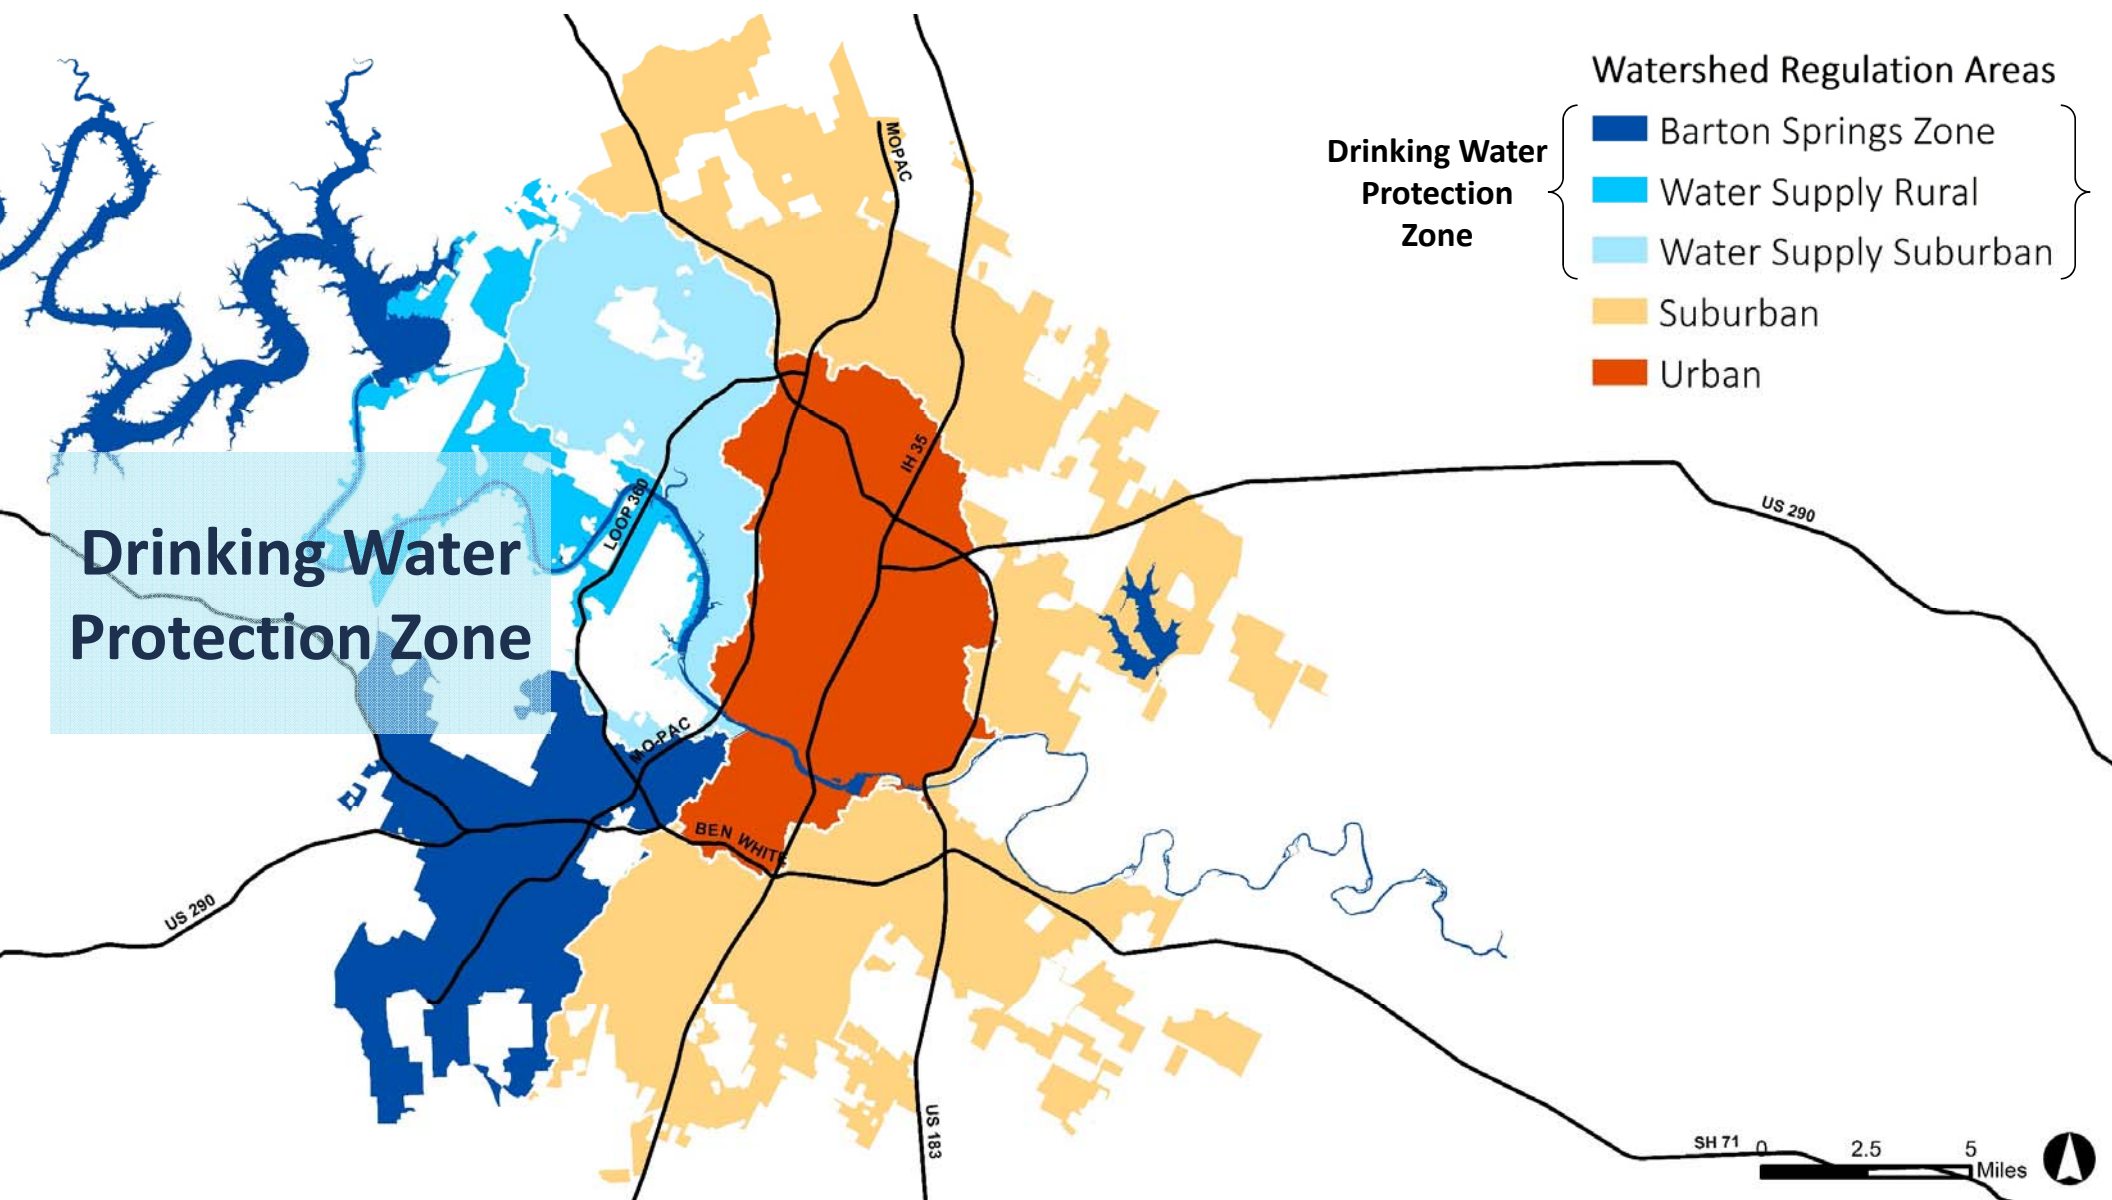 Watershed Regulation Areas
Drinking Water
Protection
Zone
Barton Springs Zone
Water Supply Rural
Water Supply Suburban
Suburban
Urban
MOPAC
IH 35
LOOP 360
US 290
Drinking Water
Protection Zone
MO-PAC
BEN WHITE
US 290
US 183
SH 71
0 2.5 5
Miles